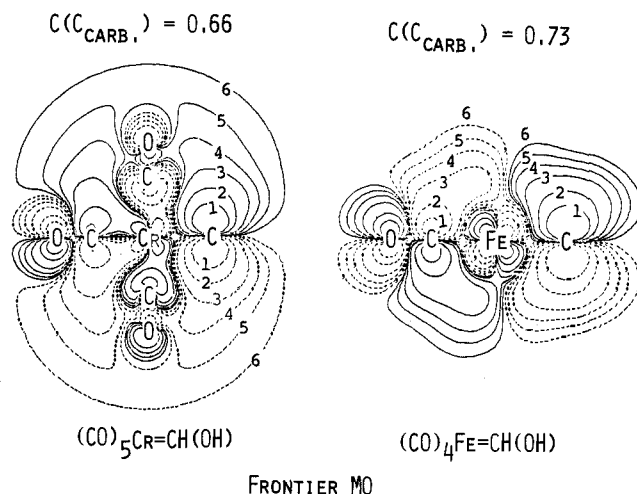 C(C CARB.) = 0.66
C(C CARB.) = 0.73
6
5
4
3
2
1
1
2
3
4
5
6
O
C
O
C
CR
C
C
O
6
5
4
3
2
1
6
5
4
3
2
1
O
C
FE
C
(CO)5CR=CH(OH)
(CO)4FE=CH(OH)
FRONTIER MO